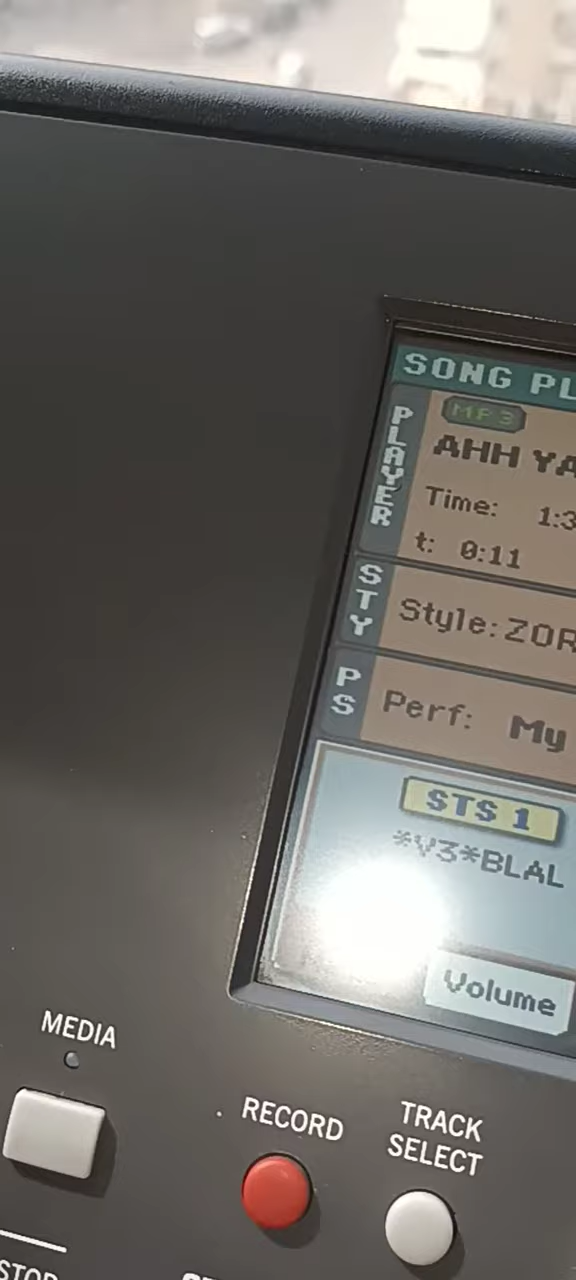 SONG PL
PLAYER
MP3
AHH YA
Time: 1:3
t: 0:11
STY
Style: ZOR
PS
Perf: My
STS 1
*V3*BLAL
Volume
MEDIA
RECORD
TRACK
SELECT
STOP